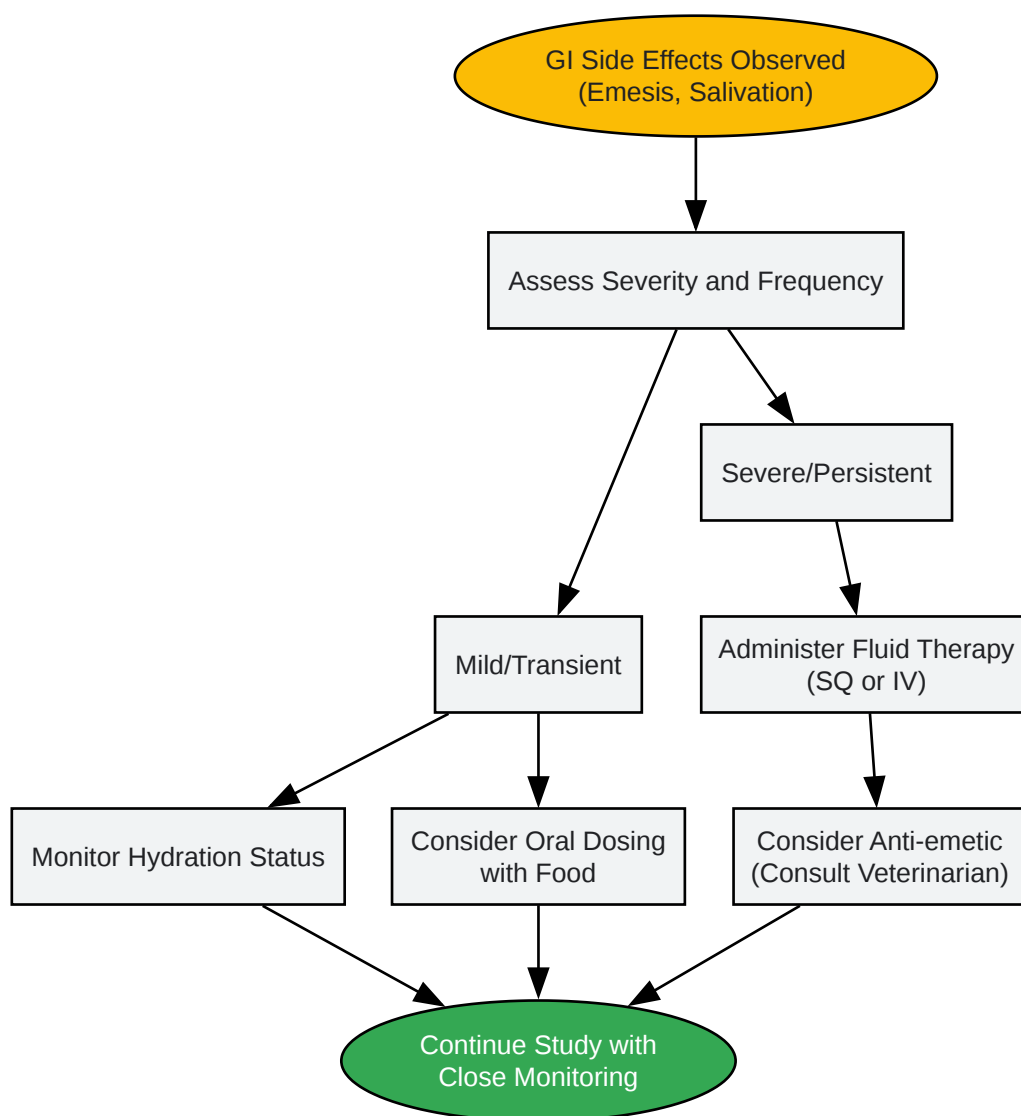 GI Side Effects Observed
(Emesis, Salivation)
Assess Severity and Frequency
Severe/Persistent
Mild/Transient
Administer Fluid Therapy
(SQ or IV)
Monitor Hydration Status
Consider Oral Dosing
with Food
Consider Anti-emetic
(Consult Veterinarian)
Continue Study with
Close Monitoring